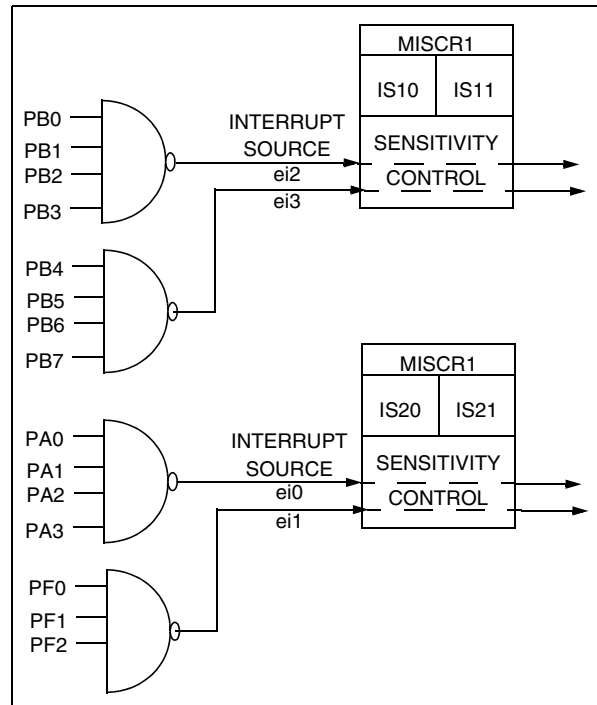 MISCR1
IS10 IS11
PB0
PB1
PB2
PB3
INTERRUPT
SOURCE
ei2
ei3
SENSITIVITY
CONTROL
PB4
PB5
PB6
PB7
MISCR1
IS20 IS21
PA0
PA1
PA2
PA3
INTERRUPT
SOURCE
ei0
ei1
SENSITIVITY
CONTROL
PF0
PF1
PF2